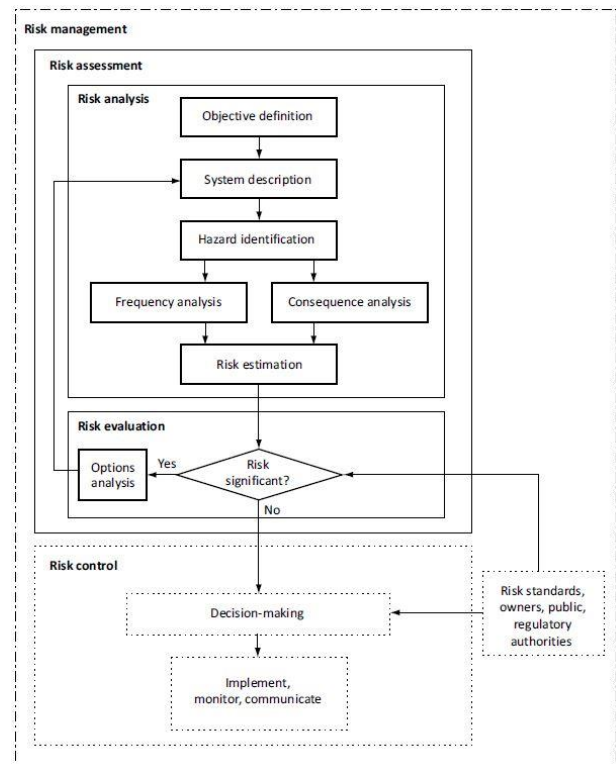 Risk management
Risk assessment
Risk analysis
Objective definition
System description
Hazard identification
Frequency analysis
Consequence analysis
Risk estimation
Risk evaluation
Options
analysis
Yes
Risk
significant?
No
Risk control
Decision-making
Risk standards,
owners, public,
regulatory
authorities
Implement,
monitor, communicate